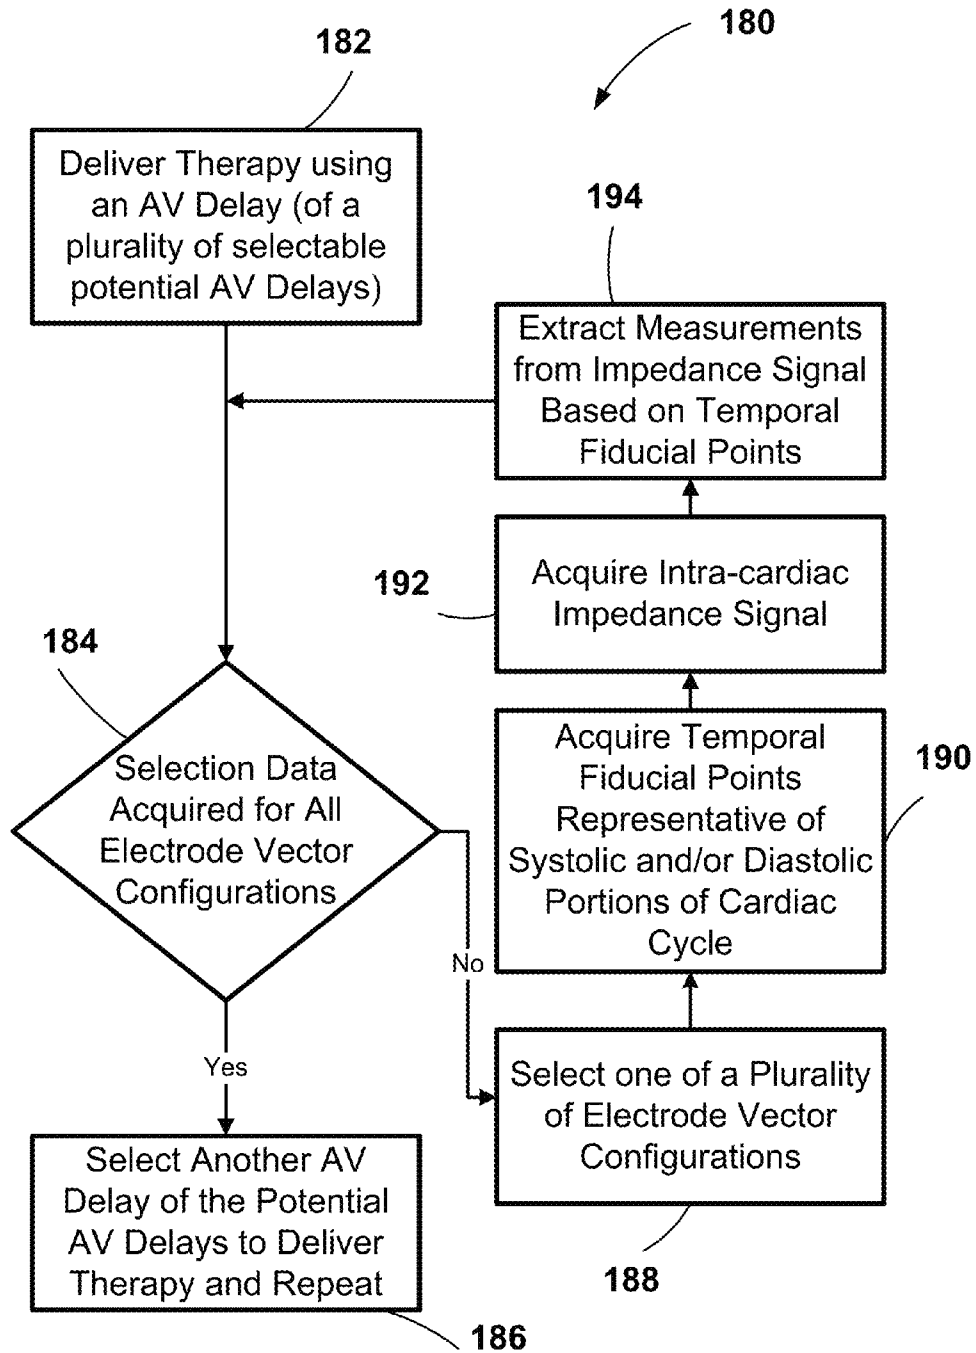 180
182
Deliver Therapy using
an AV Delay (of a
plurality of selectable
potential AV Delays)
194
Extract Measurements
from Impedance Signal
Based on Temporal
Fiducial Points
192
Acquire Intra-cardiac
Impedance Signal
184
Selection Data
Acquired for All
Electrode Vector
Configurations
190
Acquire Temporal
Fiducial Points
Representative of
Systolic and/or Diastolic
Portions of Cardiac
Cycle
No
Yes
Select one of a Plurality
of Electrode Vector
Configurations
188
Select Another AV
Delay of the Potential
AV Delays to Deliver
Therapy and Repeat
186